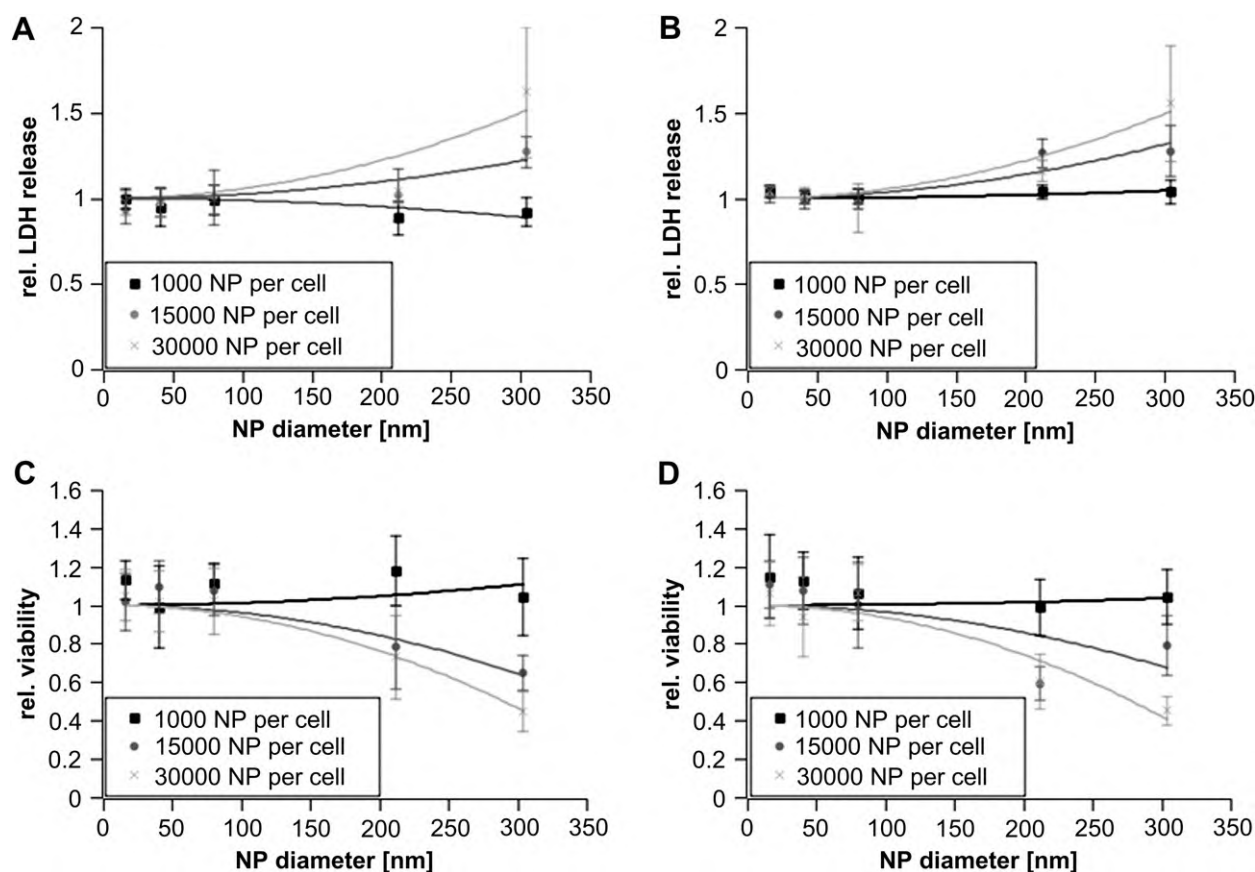 A
rel. LDH release
2
1.5
1
0.5
0
1000 NP per cell
15000 NP per cell
30000 NP per cell
0 50 100 150 200 250 300 350
NP diameter [nm]
B
rel. LDH release
2
1.5
1
0.5
0
1000 NP per cell
15000 NP per cell
30000 NP per cell
0 50 100 150 200 250 300 350
NP diameter [nm]
C
rel. viability
1.6
1.4
1.2
1.0
0.8
0.6
0.4
0.2
0
1000 NP per cell
15000 NP per cell
30000 NP per cell
0 50 100 150 200 250 300 350
NP diameter [nm]
D
rel. viability
1.6
1.4
1.2
1.0
0.8
0.6
0.4
0.2
0
1000 NP per cell
15000 NP per cell
30000 NP per cell
0 50 100 150 200 250 300 350
NP diameter [nm]